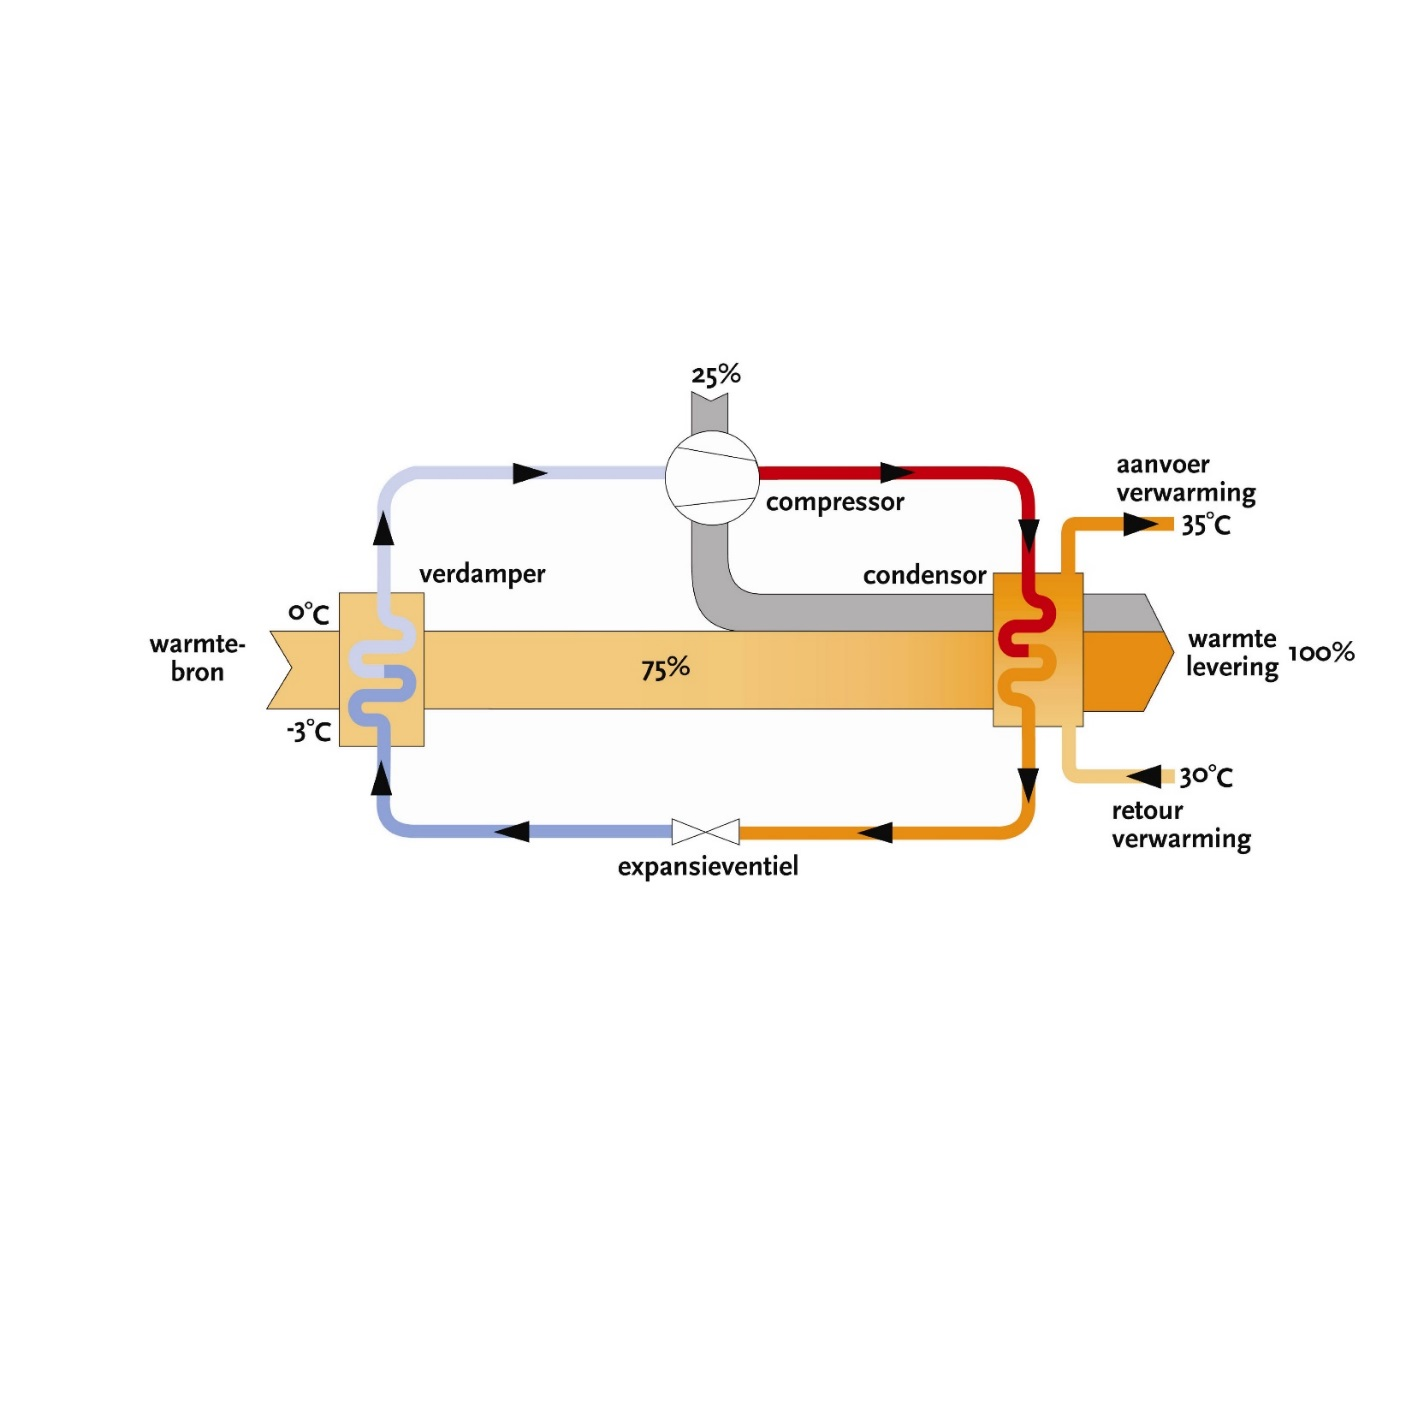 25%
aanvoer
verwarming
35°C
compressor
condensor
verdamper
0°C
warmte-
bron
75%
warmte
levering
100%
-3°C
30°C
retour
verwarming
expansieventiel